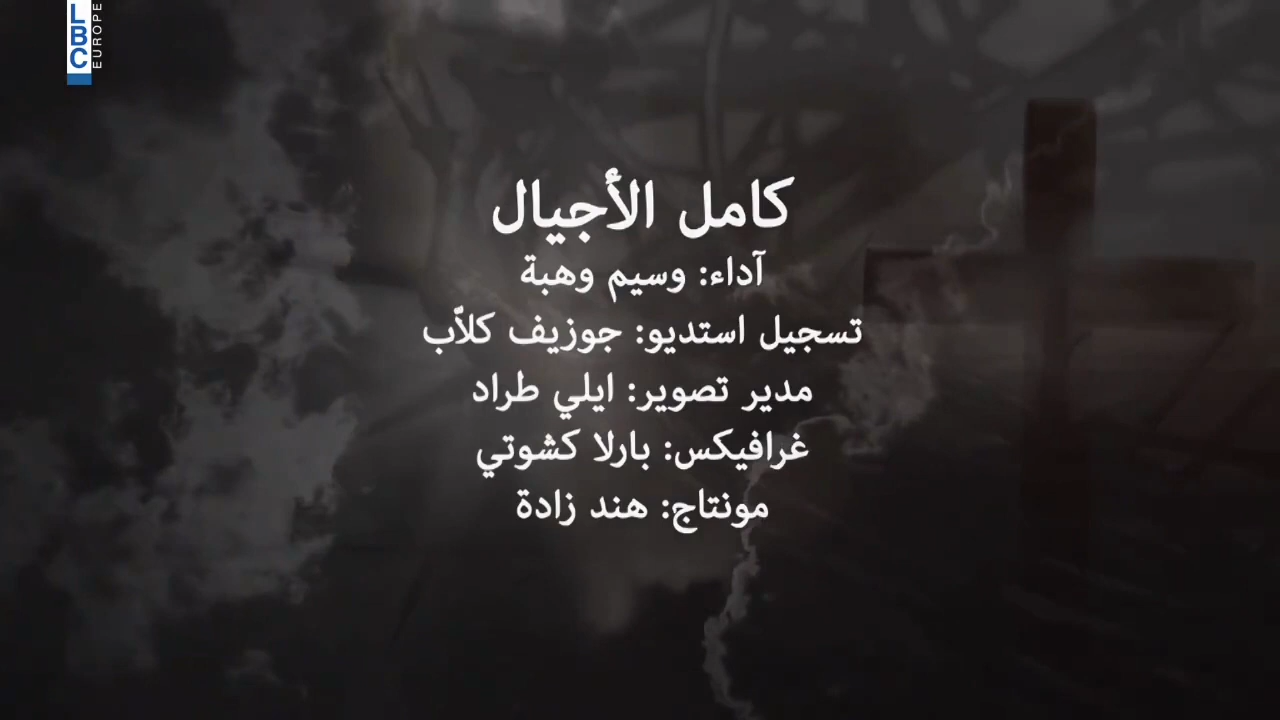 LBC
EUROPE
كامل الأجيال
آداء: وسيم وهبة
تسجيل استديو: جوزيف كلاّب
مدير تصوير: ايلي طراد
غرافيكس: بارلا كشوتي
مونتاج: هند زادة